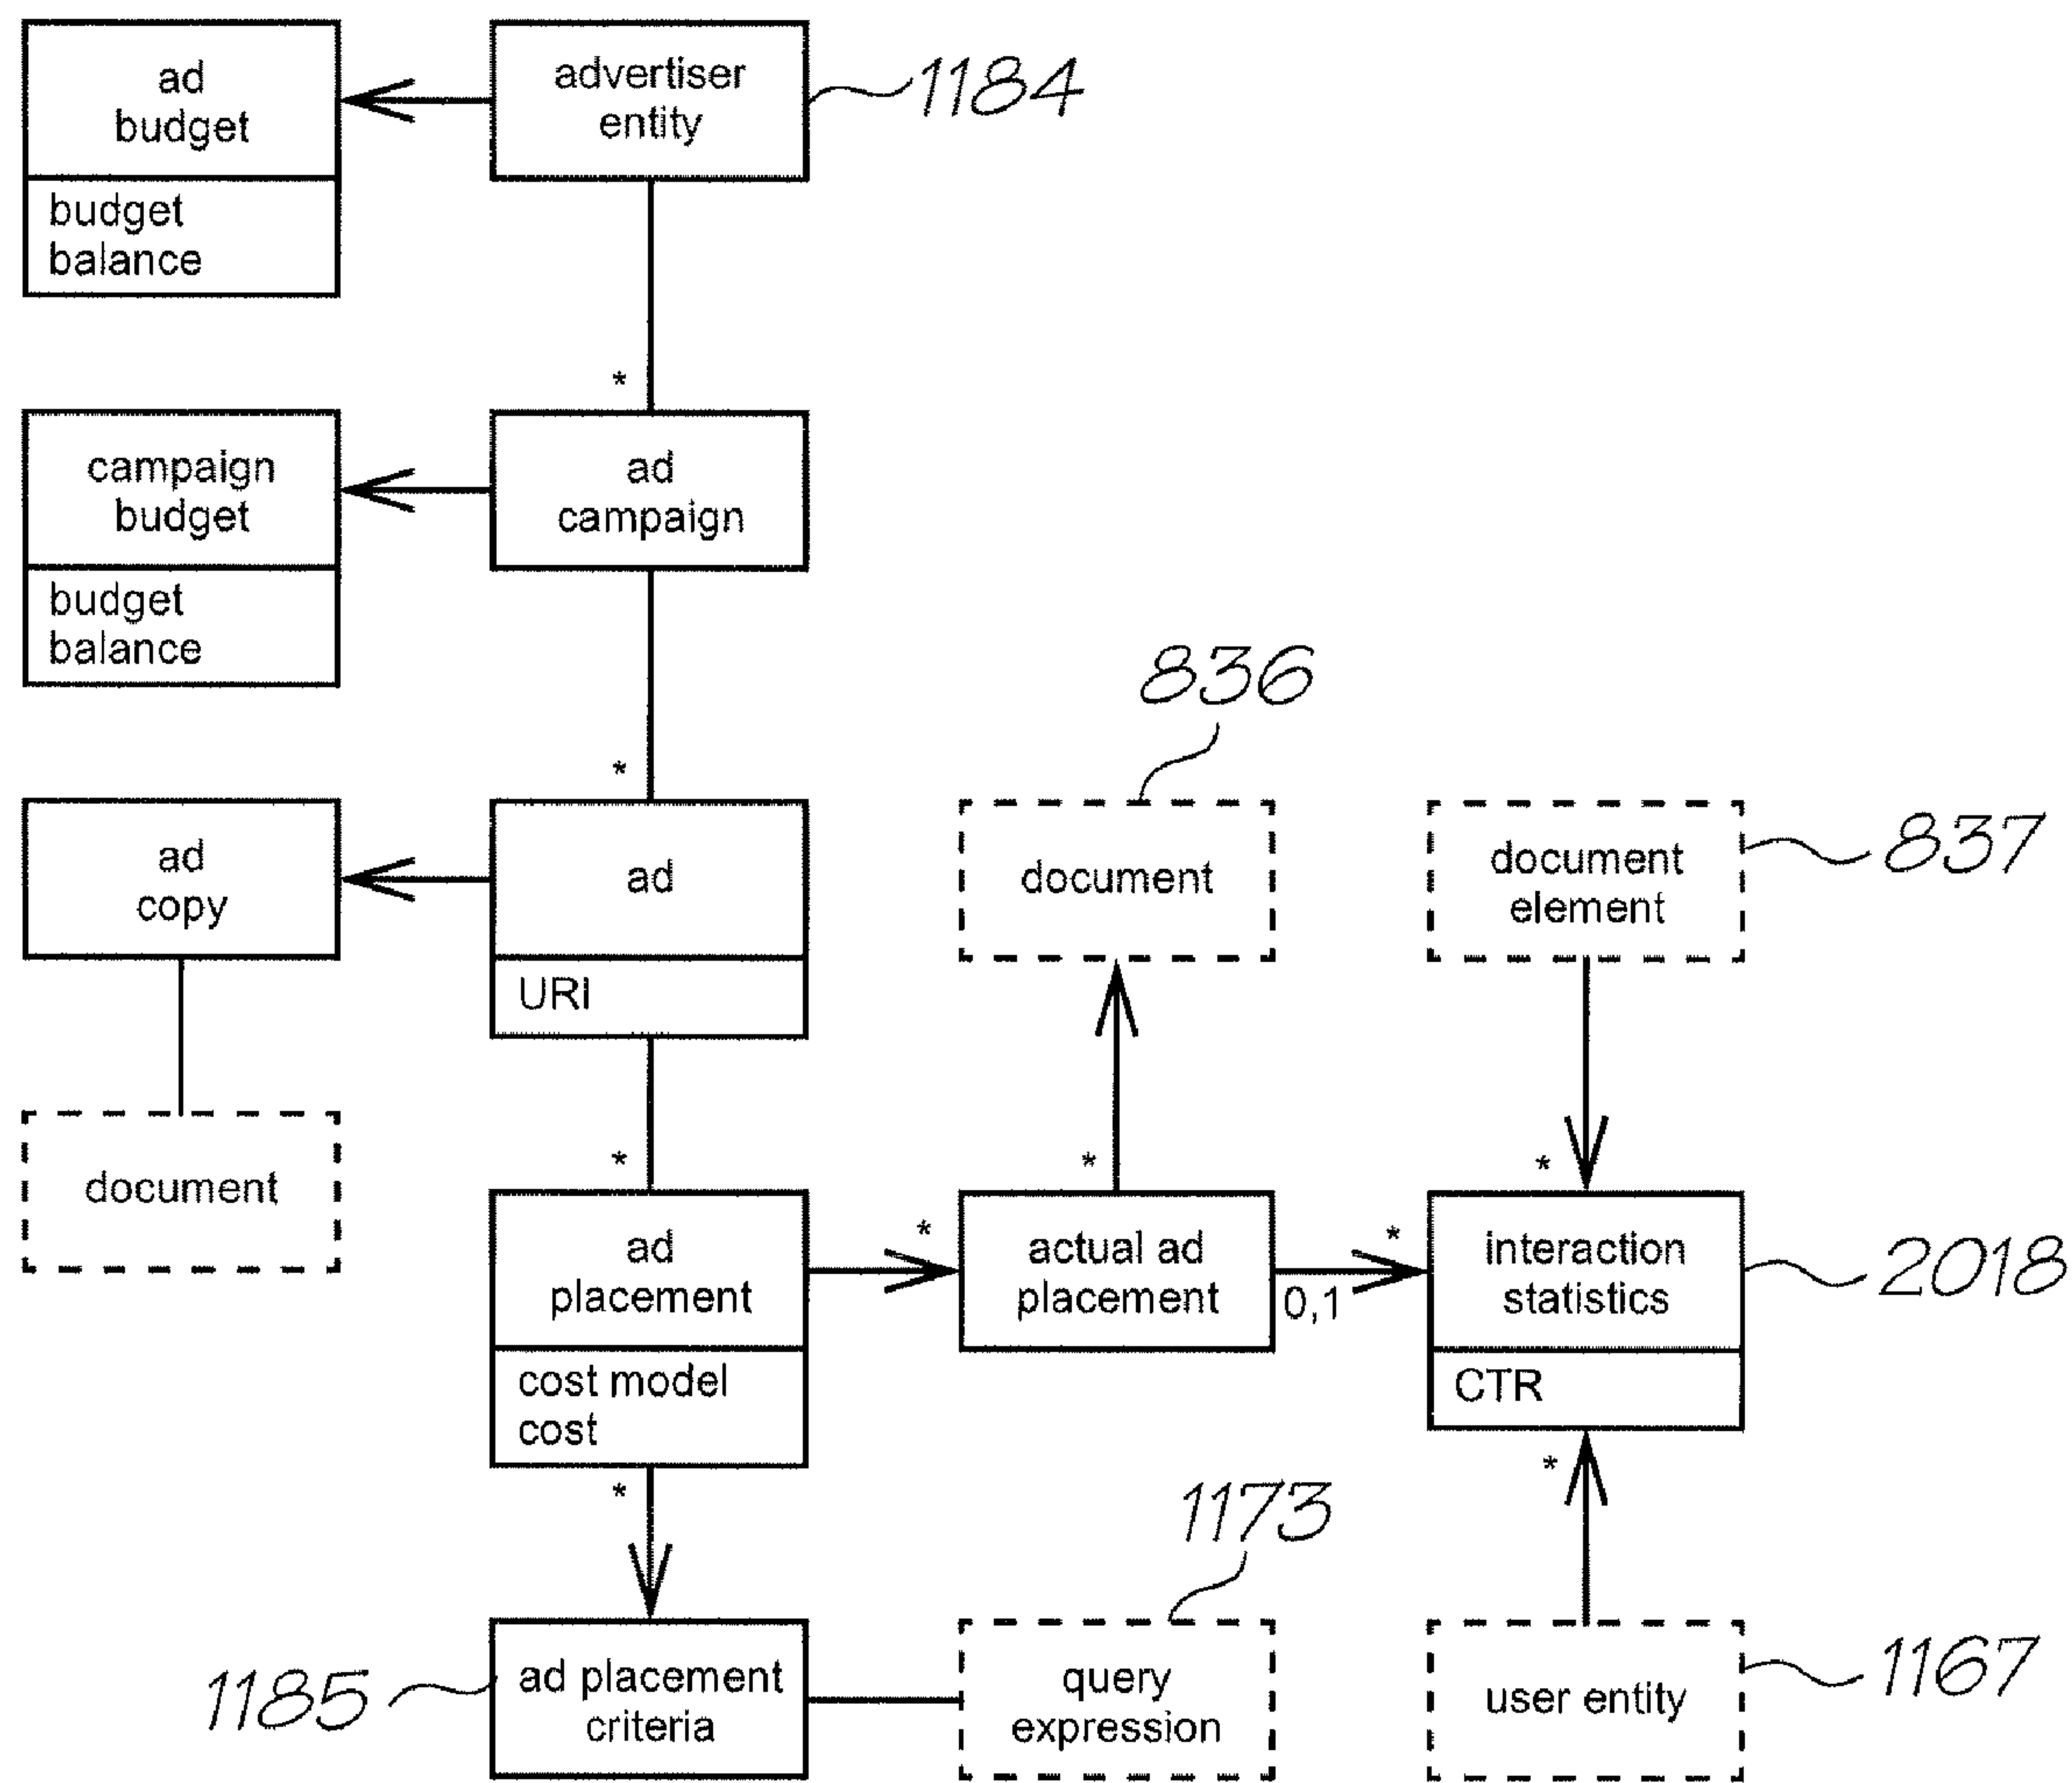 ad
budget
budget
balance
advertiser
entity
1184
*
campaign
budget
budget
balance
ad
campaign
*
836
ad
copy
ad
URI
document
document
element
837
document
*
*
*
ad
placement
cost model
cost
*
actual ad
placement
0,1
*
interaction
statistics
CTR
2018
*
*
1173
1185
ad placement
criteria
query
expression
user entity
1167